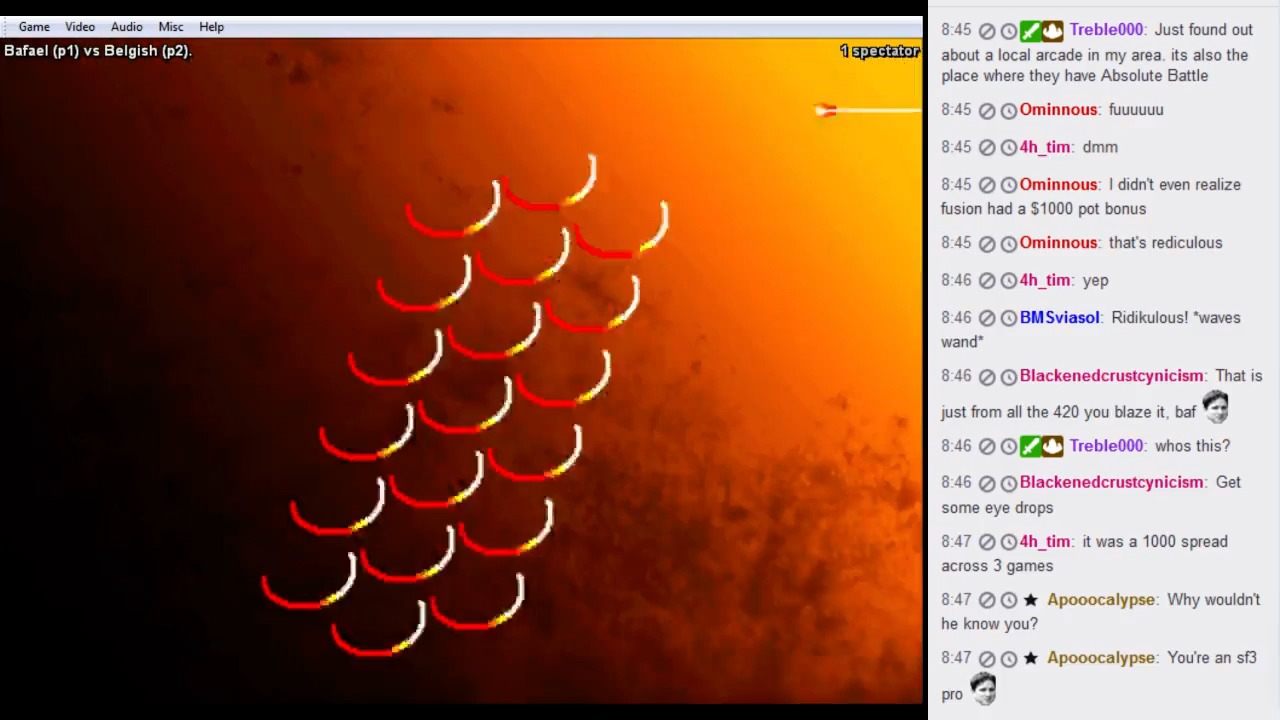 Game Video Audio Misc Help
Bafael (p1) vs Belgish (p2).
1 spectator
8:45 Treble000: Just found out
about a local arcade in my area. its also the
place where they have Absolute Battle
8:45 Ominnous: fuuuuuu
8:45 4h_tim: dmm
8:45 Ominnous: I didn't even realize
fusion had a $1000 pot bonus
8:45 Ominnous: that's rediculous
8:46 4h_tim: yep
8:46 BMSviasol: Ridikulous! *waves
wand*
8:46 Blackenedcrustcynicism: That is
just from all the 420 you blaze it, baf
8:46 Treble000: whos this?
8:46 Blackenedcrustcynicism: Get
some eye drops
8:47 4h_tim: it was a 1000 spread
across 3 games
8:47 Apooocalypse: Why wouldn't
he know you?
8:47 Apooocalypse: You're an sf3
pro